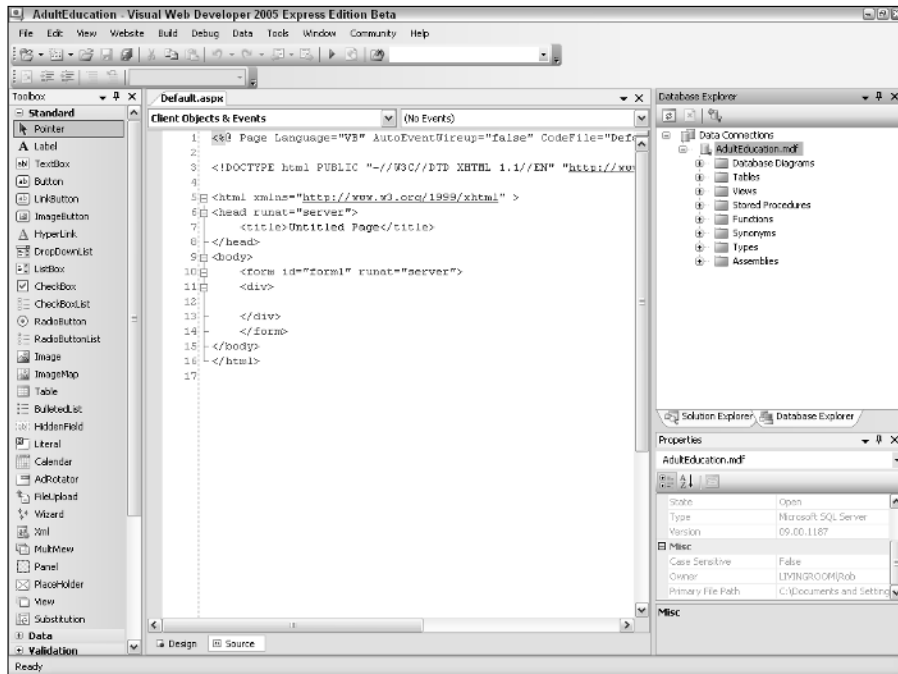 AdultEducation - Visual Web Developer 2005 Express Edition Beta
File Edit View Website Build Debug Data Tools Window Community Help
Toolbox
Standard
Pointer
A Label
TextBox
Button
LinkButton
ImageButton
HyperLink
DropDownList
ListBox
CheckBox
CheckBoxList
RadioButton
RadioButtonList
Image
ImageMap
Table
BulletedList
HiddenField
Literal
Calendar
AdRotator
FileUpload
Wizard
Xml
MultiView
Panel
PlaceHolder
View
Substitution
Data
Validation
Default.aspx
Client Objects & Events (No Events)
1 <%@ Page Language="VB" AutoEventWireup="false" CodeFile="Defa
2
3 <!DOCTYPE html PUBLIC "-//W3C//DTD XHTML 1.1//EN" "http://www
4
5 <html xmlns="http://www.w3.org/1999/xhtml" >
6 <head runat="server">
7 <title>Untitled Page</title>
8 </head>
9 <body>
10 <form id="form1" runat="server">
11 <div>
12
13 </div>
14 </form>
15 </body>
16 </html>
17
Design Source
Database Explorer
Data Connections
AdultEducation.mdf
Database Diagrams
Tables
Views
Stored Procedures
Functions
Synonyms
Types
Assemblies
Solution Explorer Database Explorer
Properties
AdultEducation.mdf
State Open
Type Microsoft SQL Server
Version 09.00.1187
Misc
Case Sensitive False
Owner LIVINGROOM\Rob
Primary File Path C:\Documents and Setting
Misc
Ready